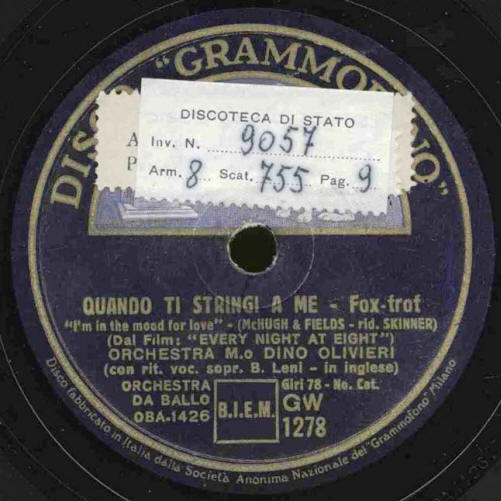 DISCO "GRAMMOFONO"
DISCOTECA DI STATO
Inv. N. 9057
Arm. 8 Scat. 755 Pag. 9
QUANDO TI STRINGI A ME - Fox-trot
"I'm in the mood for love" - (McHUGH & FIELDS - rid. SKINNER)
(Dal Film: "EVERY NIGHT AT EIGHT")
ORCHESTRA M.o DINO OLIVIERI
(con rit. voc. sopr. B. Leni - in inglese)
ORCHESTRA
DA BALLO
OBA-1426
B.I.E.M.
Giri 78 - No. Cat.
GW
1278
Disco fabbricato in Italia dalla Società Anonima Nazionale del "Grammofono" Milano